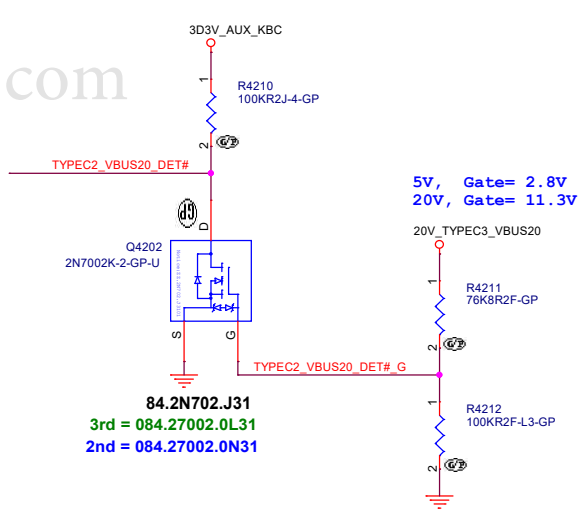 3D3V_AUX_KBC
com
1
R4210
100KR2J-4-GP
2
G/P
TYPEC2_VBUS20_DET#
5V, Gate= 2.8V
20V, Gate= 11.3V
GP
D
20V_TYPEC3_VBUS20
Q4202
2N7002K-2-GP-U
1
R4211
76K8R2F-GP
S
G
2
G/P
TYPEC2_VBUS20_DET#_G
84.2N702.J31
3rd = 084.27002.0L31
2nd = 084.27002.0N31
1
R4212
100KR2F-L3-GP
2
G/P